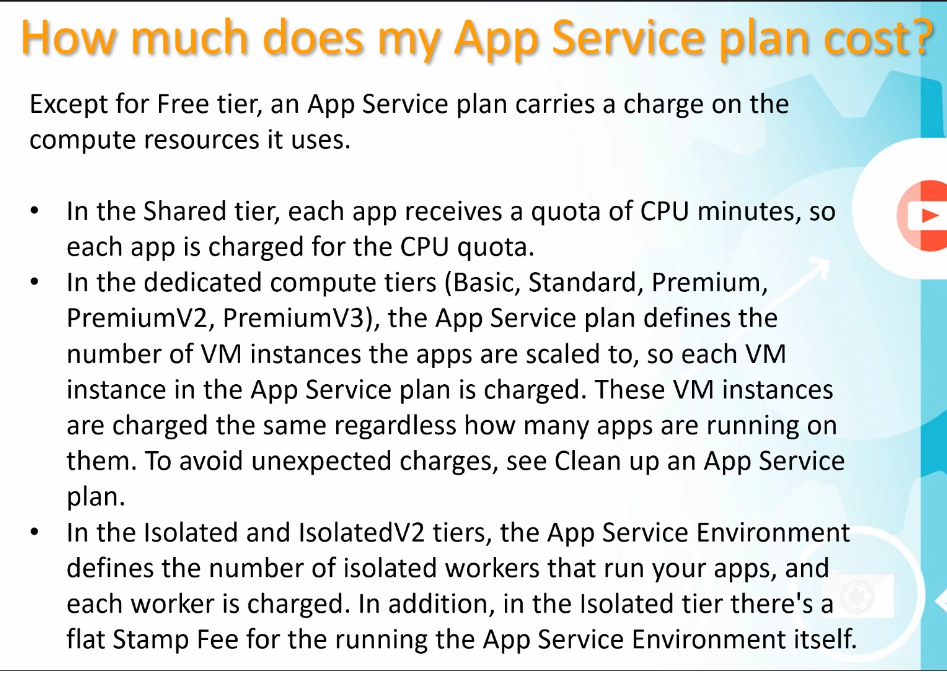 How much does my App Service plan cost?
Except for Free tier, an App Service plan carries a charge on the
compute resources it uses.
• In the Shared tier, each app receives a quota of CPU minutes, so
each app is charged for the CPU quota.
• In the dedicated compute tiers (Basic, Standard, Premium,
PremiumV2, PremiumV3), the App Service plan defines the
number of VM instances the apps are scaled to, so each VM
instance in the App Service plan is charged. These VM instances
are charged the same regardless how many apps are running on
them. To avoid unexpected charges, see Clean up an App Service
plan.
• In the Isolated and IsolatedV2 tiers, the App Service Environment
defines the number of isolated workers that run your apps, and
each worker is charged. In addition, in the Isolated tier there's a
flat Stamp Fee for the running the App Service Environment itself.